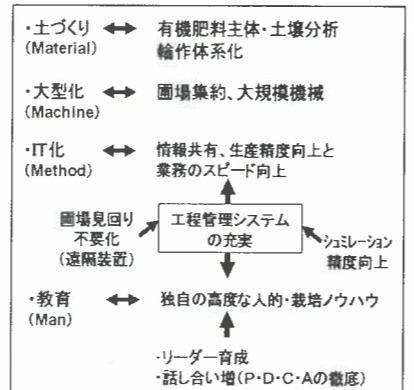 ・土づくり ⟷ 有機肥料主体・土壌分析
(Material) 輪作体系化
・大型化 ⟷ 圃場集約、大規模機械
(Machine)
・IT化 ⟷ 情報共有、生産精度向上と
(Method) 業務のスピード向上
圃場見回り
不要化
(遠隔装置)
工程管理システム
の充実
シュミレーション
精度向上
・教育 ⟷ 独自の高度な人的・栽培ノウハウ
(Man)
・リーダー育成
・話し合い増(P・D・C・Aの徹底)